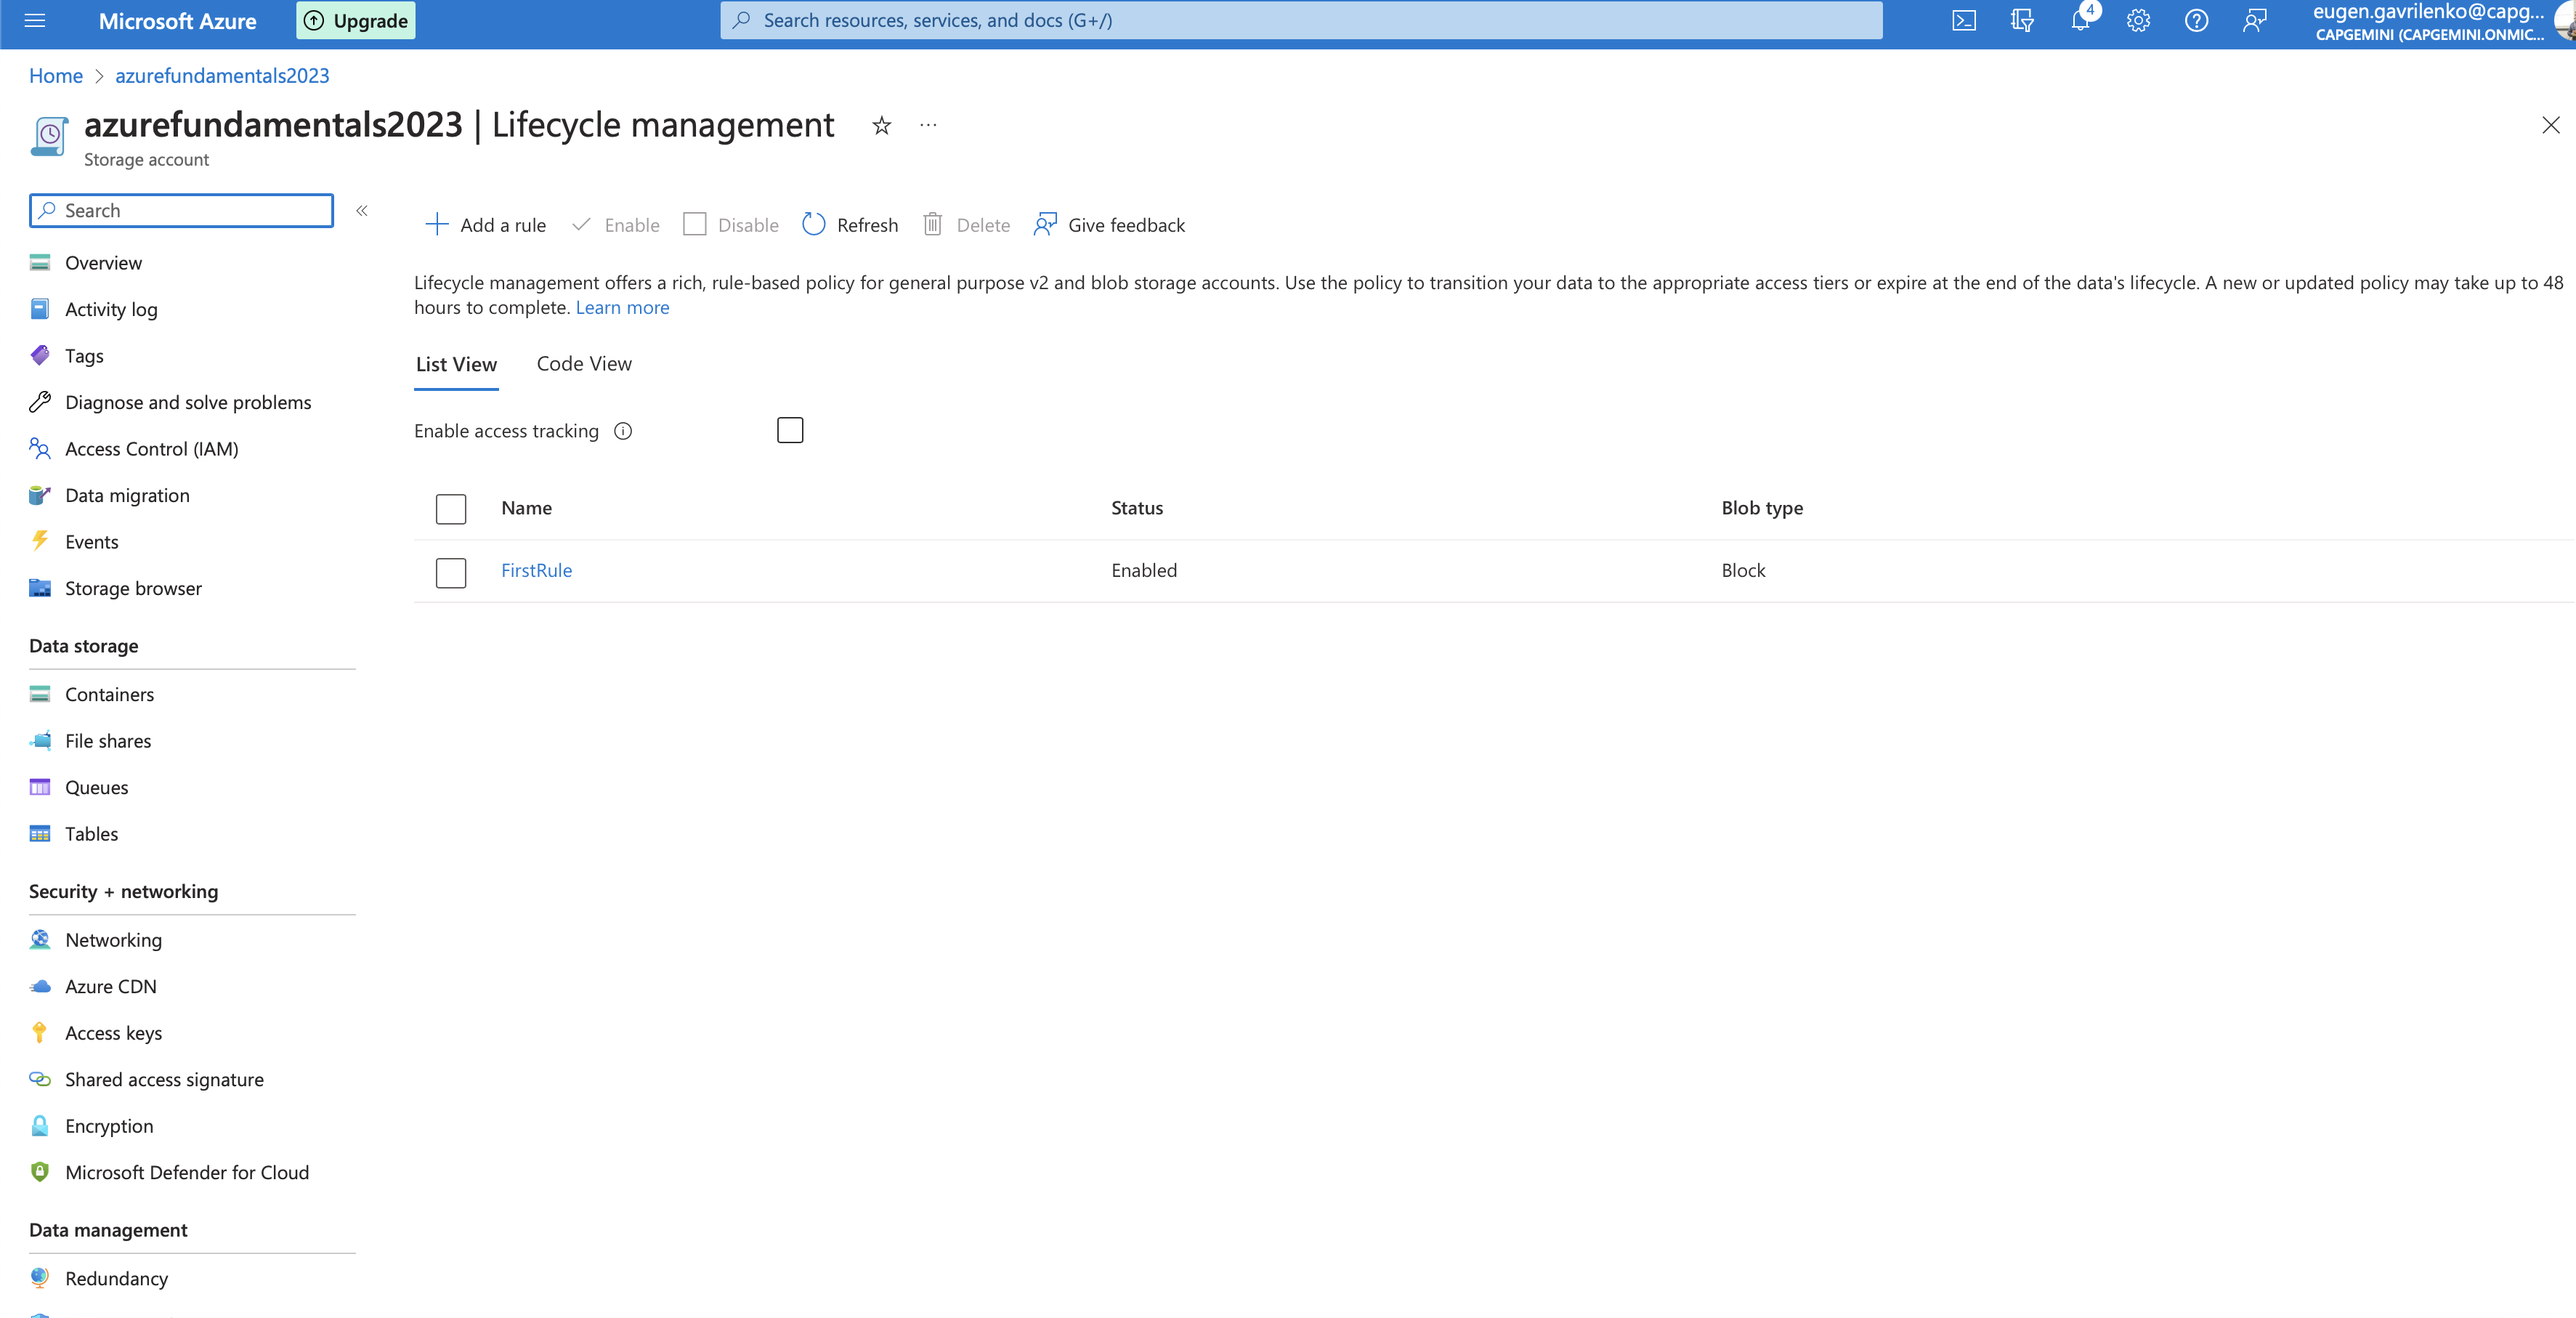 Microsoft Azure
Upgrade
Search resources, services, and docs (G+/)
4
eugen.gavrilenko@capg...
CAPGEMINI (CAPGEMINI.ONMIC...
Home > azurefundamentals2023
azurefundamentals2023 | Lifecycle management
Storage account
Search
Add a rule
Enable
Disable
Refresh
Delete
Give feedback
Lifecycle management offers a rich, rule-based policy for general purpose v2 and blob storage accounts. Use the policy to transition your data to the appropriate access tiers or expire at the end of the data's lifecycle. A new or updated policy may take up to 48
hours to complete. Learn more
List View
Code View
Enable access tracking
Name
Status
Blob type
FirstRule
Enabled
Block
Overview
Activity log
Tags
Diagnose and solve problems
Access Control (IAM)
Data migration
Events
Storage browser
Data storage
Containers
File shares
Queues
Tables
Security + networking
Networking
Azure CDN
Access keys
Shared access signature
Encryption
Microsoft Defender for Cloud
Data management
Redundancy